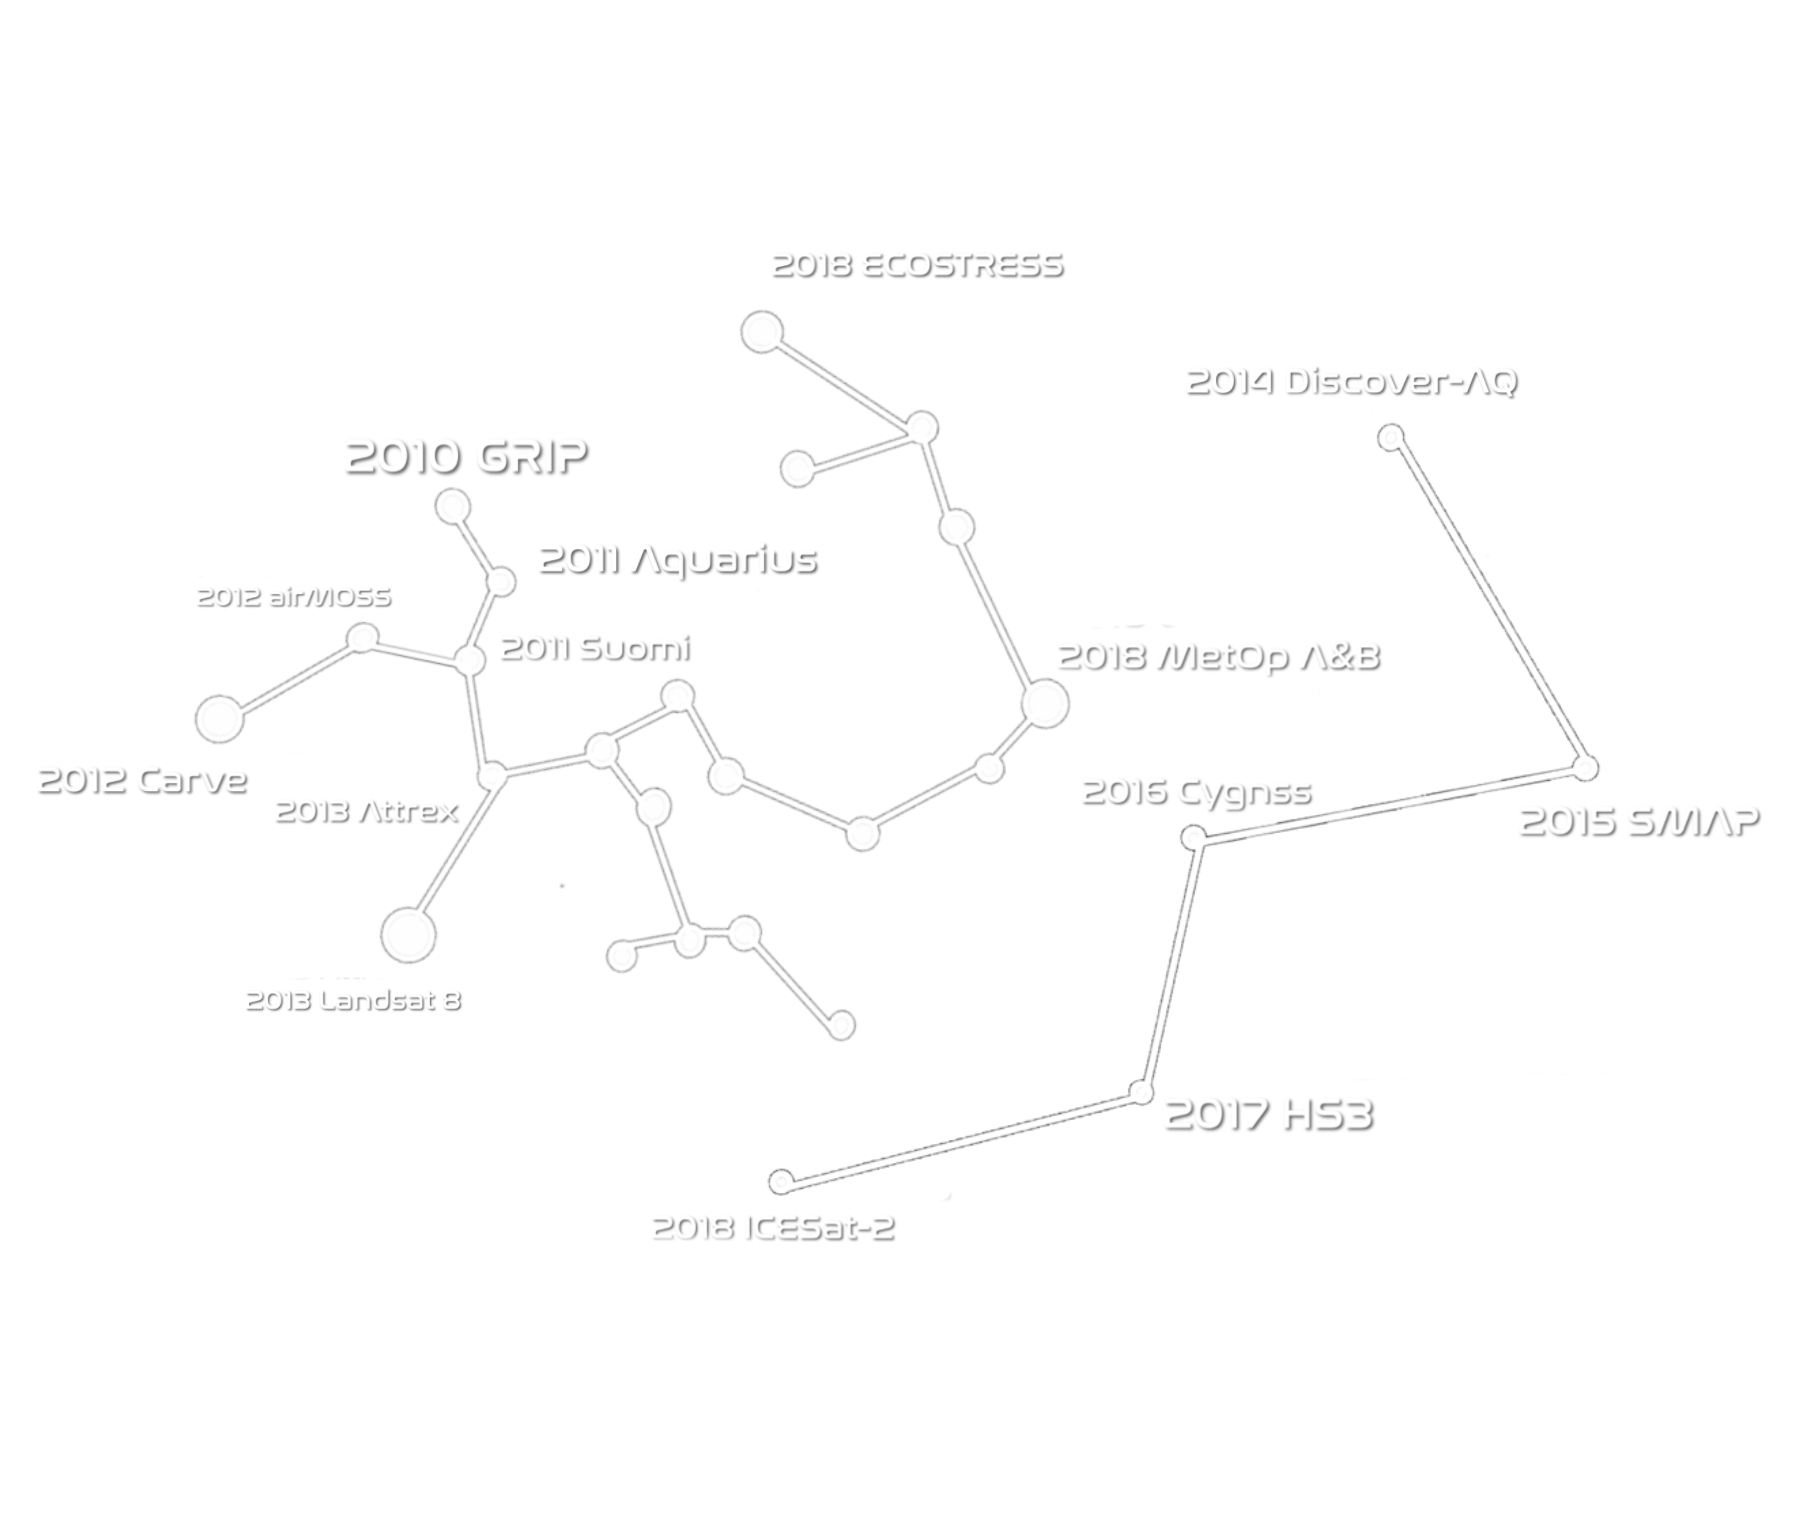 2018 ECOSTRESS
2014 Discover-AQ
2010 GRIP
2011 Aquarius
2012 airMOSS
2011 Suomi
2018 MetOp A&B
2012 Carve
2016 Cygnss
2013 Attrex
2015 SMAP
2013 Landsat 8
2017 HS3
2018 ICESat-2